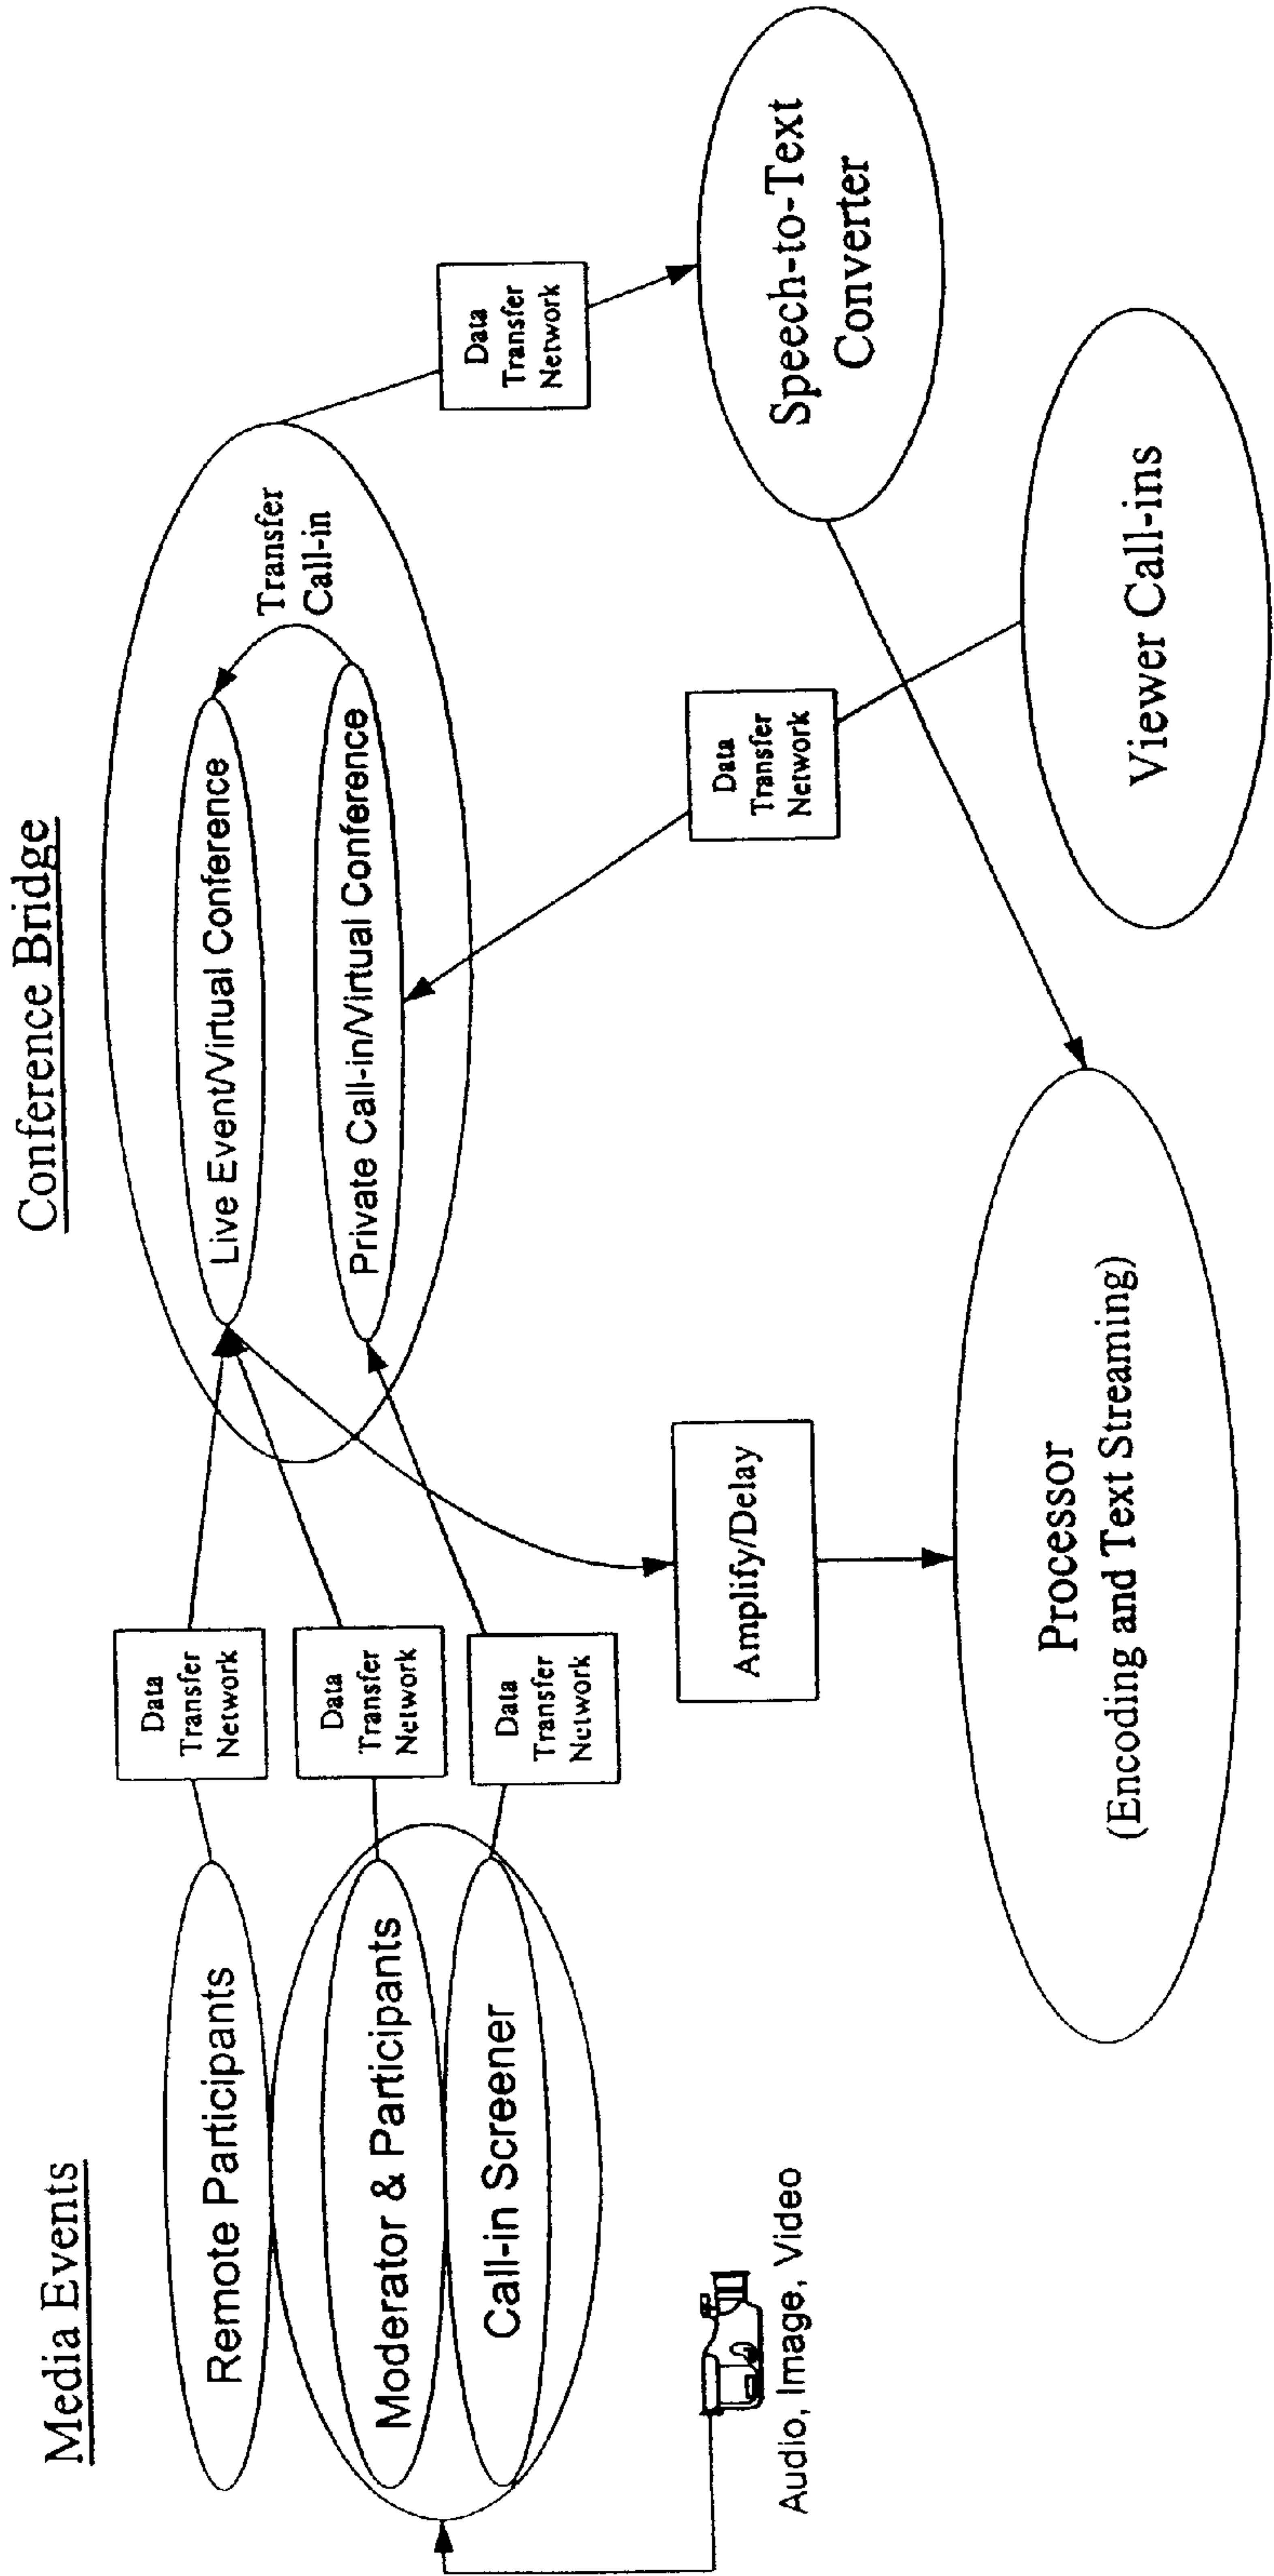 Media Events
Conference Bridge
Remote Participants
Moderator & Participants
Call-in Screener
Data
Transfer
Network
Data
Transfer
Network
Data
Transfer
Network
Live Event/Virtual Conference
Private Call-in/Virtual Conference
Transfer
Call-in
Data
Transfer
Network
Data
Transfer
Network
Amplify/Delay
Speech-to-Text
Converter
Audio, Image, Video
Processor
(Encoding and Text Streaming)
Viewer Call-ins